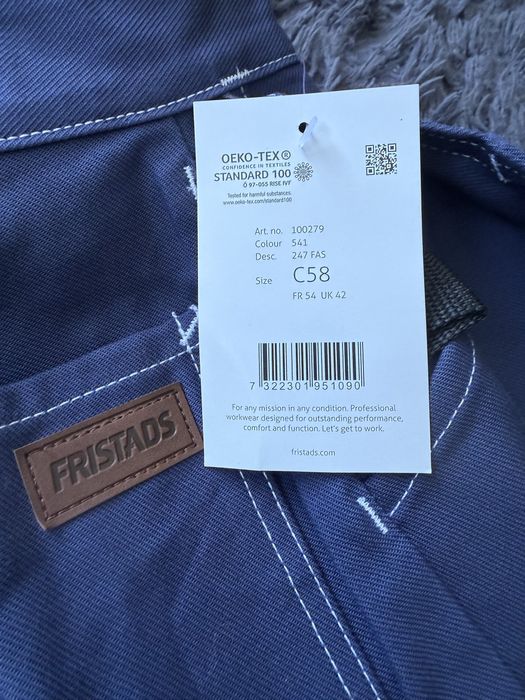 OEKO-TEX®
CONFIDENCE IN TEXTILES
STANDARD 100
Ö 97-055 RISE IVF
Tested for harmful substances.
www.oeko-tex.com/standard100
Art. no. 100279
Colour 541
Desc. 247 FAS
Size C58
FR 54 UK 42
7 322301 951090
For any mission in any condition. Professional
workwear designed for outstanding performance,
comfort and function. Let's get to work.
fristads.com
FRISTADS